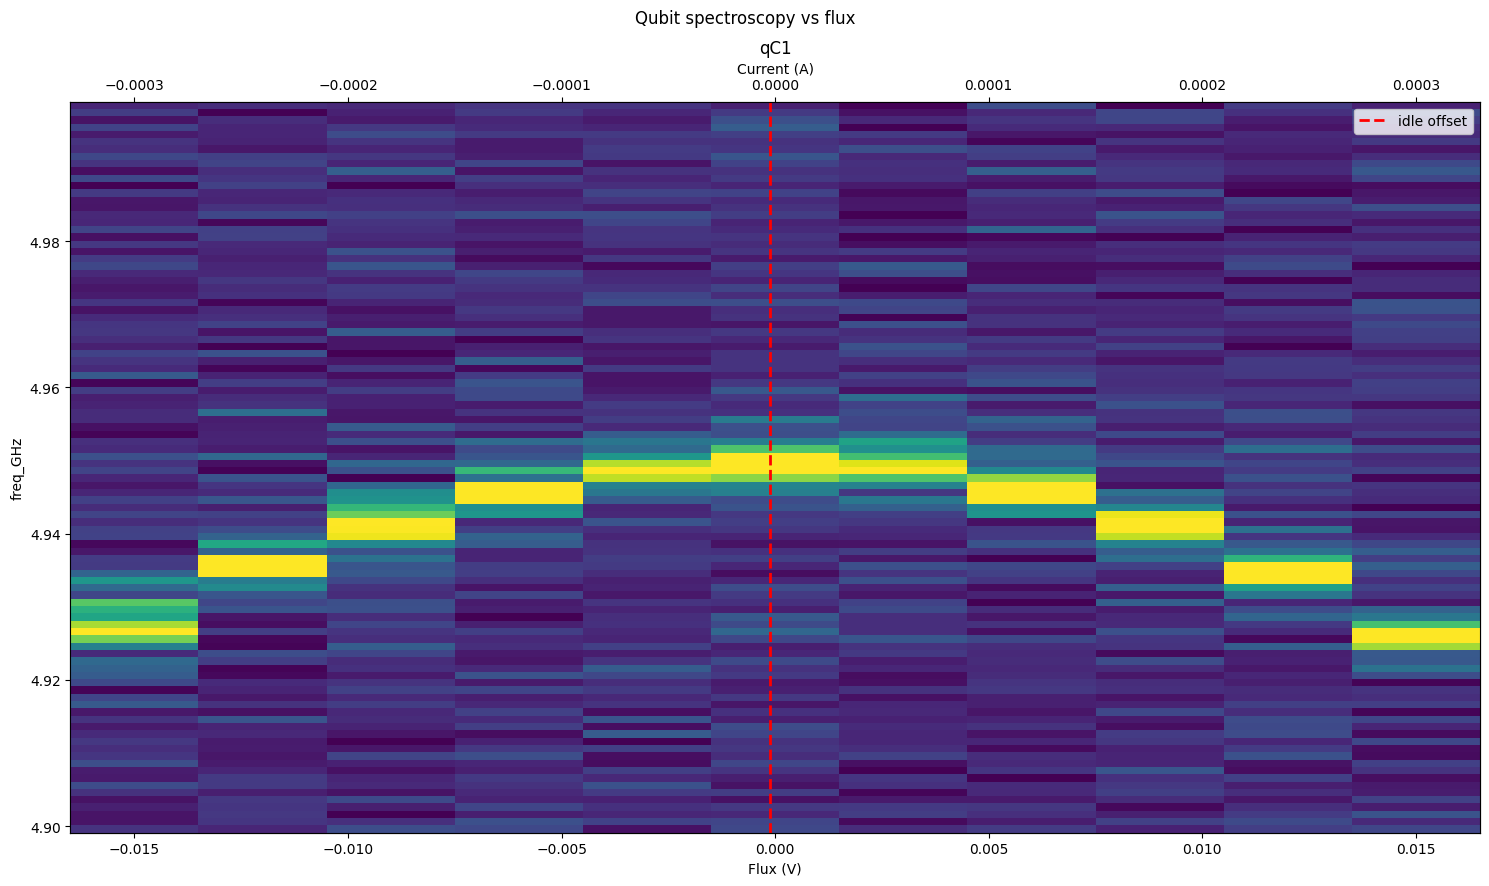 Qubit spectroscopy vs flux
qC1
Current (A)
−0.0003 −0.0002 −0.0001 0.0000 0.0001 0.0002 0.0003
idle offset
4.98
4.96
freq_GHz
4.94
4.92
4.90
−0.015 −0.010 −0.005 0.000 0.005 0.010 0.015
Flux (V)